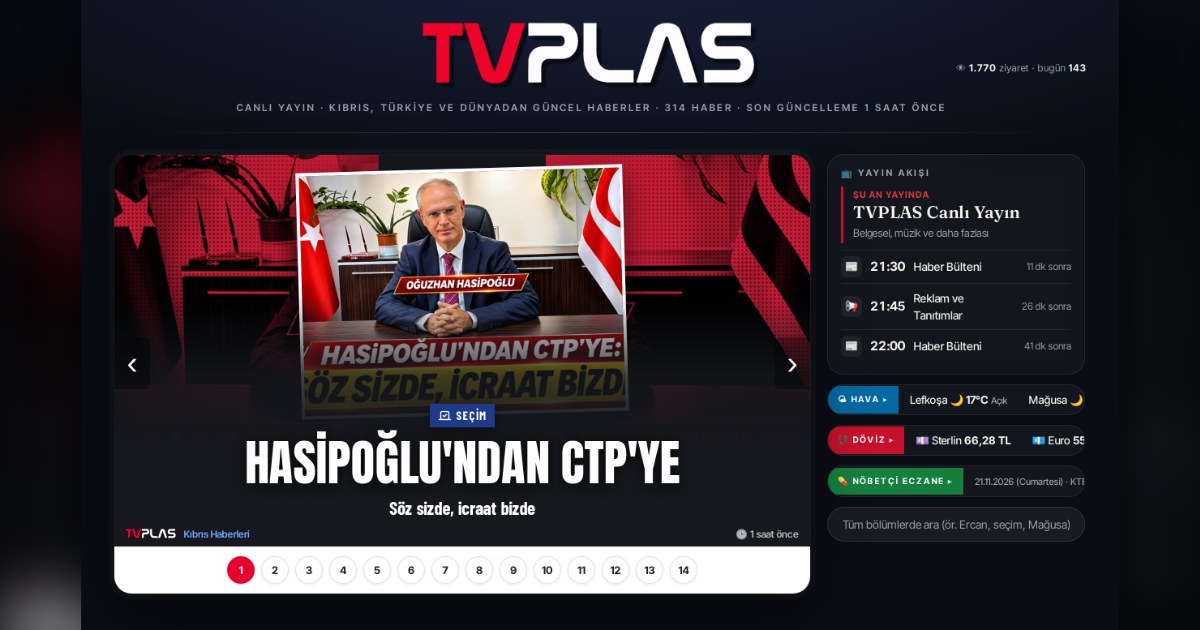 TVPLAS
1.770 ziyaret · bugün 143
CANLI YAYIN · KIBRIS, TÜRKİYE VE DÜNYADAN GÜNCEL HABERLER · 314 HABER · SON GÜNCELLEME 1 SAAT ÖNCE
OĞUZHAN HASİPOĞLU
HASİPOĞLU'NDAN CTP'YE:
SÖZ SİZDE, İCRAAT BİZD
SEÇİM
HASİPOĞLU'NDAN CTP'YE
Söz sizde, icraat bizde
TVPLAS Kıbrıs Haberleri
1 saat önce
1 2 3 4 5 6 7 8 9 10 11 12 13 14
YAYIN AKIŞI
ŞU AN YAYINDA
TVPLAS Canlı Yayın
Belgesel, müzik ve daha fazlası
21:30 Haber Bülteni 11 dk sonra
21:45 Reklam ve Tanıtımlar 26 dk sonra
22:00 Haber Bülteni 41 dk sonra
HAVA ▸ Lefkoşa 17°C Açık Mağusa
DÖVİZ ▸ Sterlin 66,28 TL Euro 55
NÖBETÇİ ECZANE ▸ 21.11.2026 (Cumartesi) · KTE
Tüm bölümlerde ara (ör. Ercan, seçim, Mağusa)